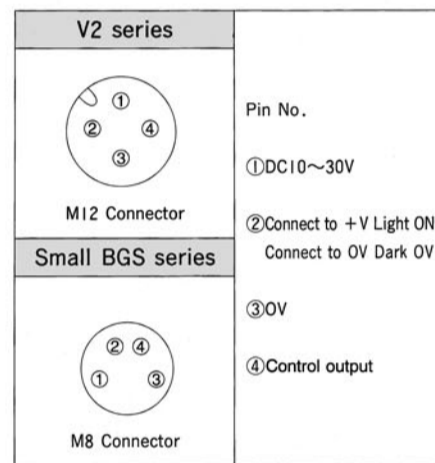 V2 series
①
② ④
③
M12 Connector
Small BGS series
② ④
① ③
M8 Connector
Pin No.
①DC10～30V
②Connect to +V Light ON
Connect to 0V Dark OV
③0V
④Control output